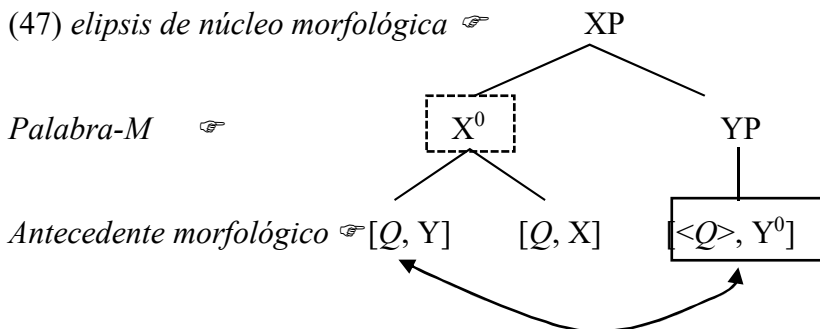 (47) elipsis de núcleo morfológica ☞ XP
Palabra-M ☞ X⁰ YP
Antecedente morfológico ☞ [Q, Y] [Q, X] [<Q>, Y⁰]